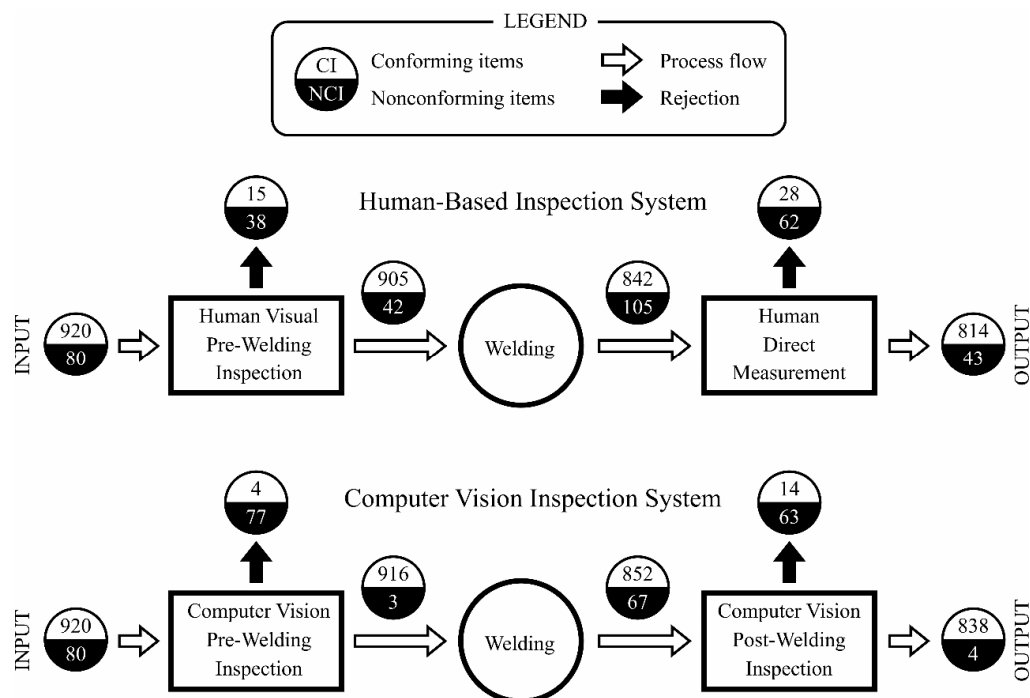 LEGEND
CI
NCI
Conforming items
Nonconforming items
Process flow
Rejection
Human-Based Inspection System
15
38
28
62
905
42
842
105
INPUT
920
80
Human Visual
Pre-Welding
Inspection
Welding
Human
Direct
Measurement
814
43
OUTPUT
Computer Vision Inspection System
4
77
14
63
916
3
852
67
INPUT
920
80
Computer Vision
Pre-Welding
Inspection
Welding
Computer Vision
Post-Welding
Inspection
838
4
OUTPUT